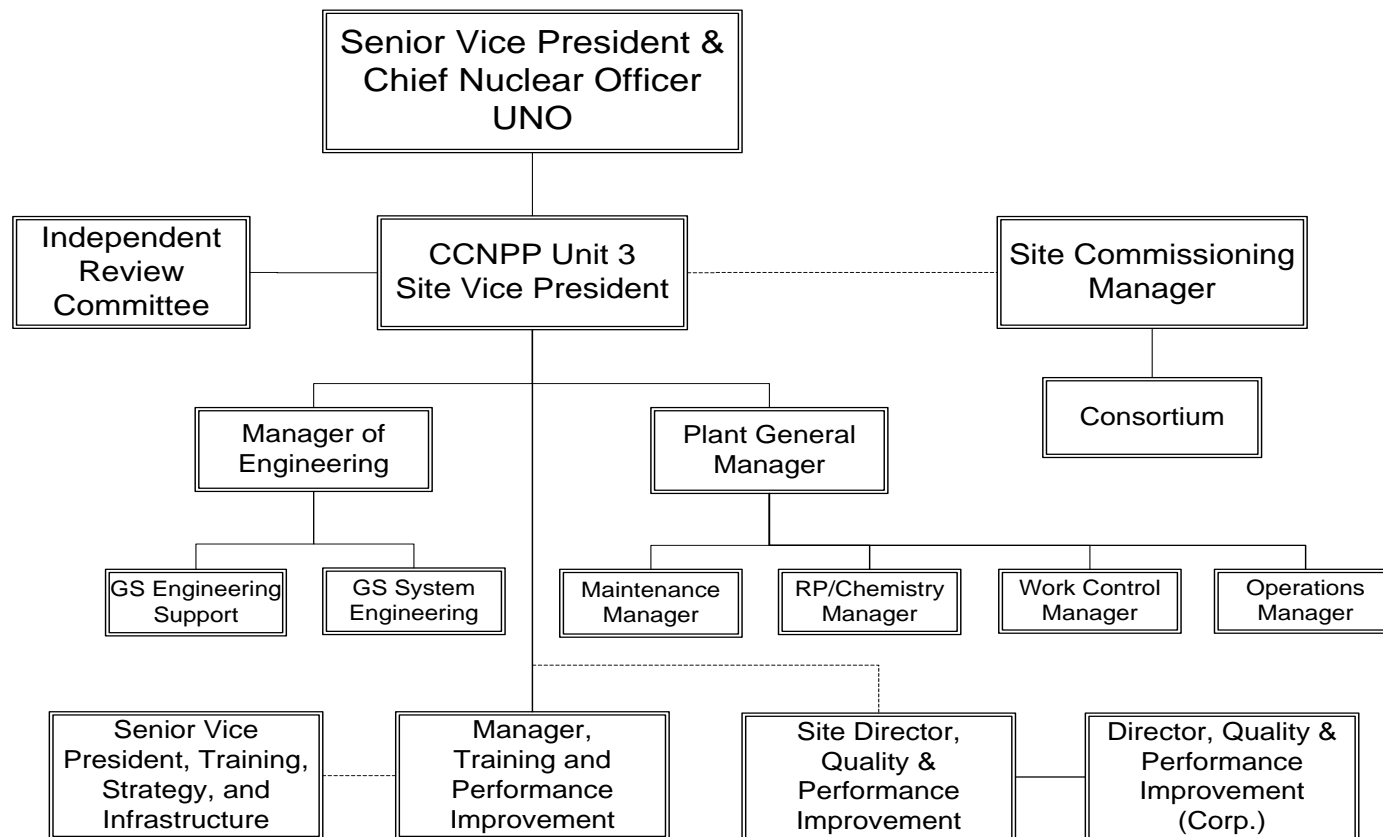 Senior Vice President &
Chief Nuclear Officer
UNO
Independent
Review
Committee
CCNPP Unit 3
Site Vice President
Site Commissioning
Manager
Consortium
Manager of
Engineering
Plant General
Manager
GS Engineering
Support
GS System
Engineering
Maintenance
Manager
RP/Chemistry
Manager
Work Control
Manager
Operations
Manager
Senior Vice
President, Training,
Strategy, and
Infrastructure
Manager,
Training and
Performance
Improvement
Site Director,
Quality &
Performance
Improvement
Director, Quality &
Performance
Improvement
(Corp.)